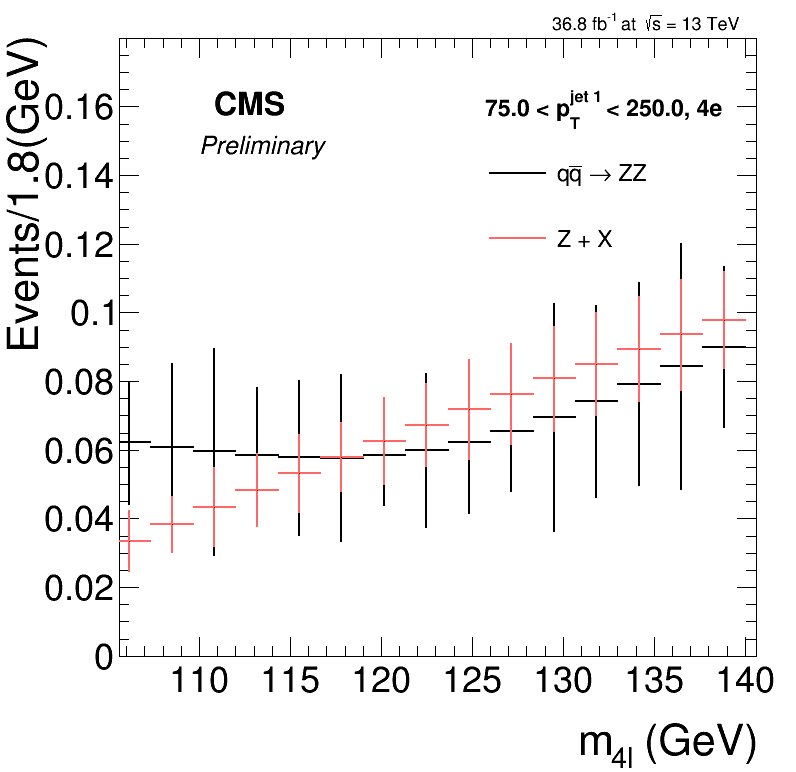 36.8 fb-1 at √s = 13 TeV
CMS
Preliminary
75.0 < p_T^jet 1 < 250.0, 4e
qq̅ → ZZ
Z + X
Events/1.8(GeV)
0.16
0.14
0.12
0.1
0.08
0.06
0.04
0.02
0
110 115 120 125 130 135 140
m4l (GeV)